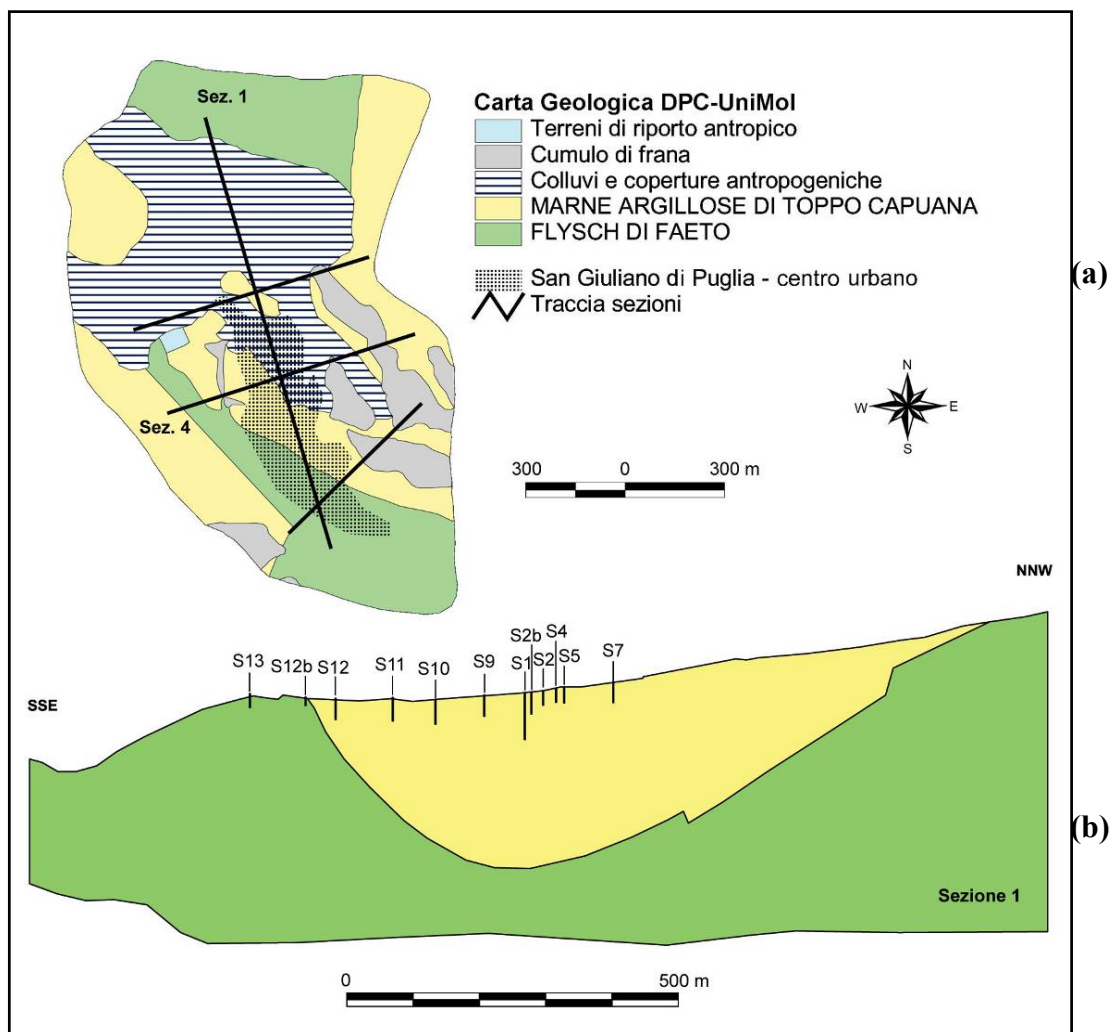 Sez. 1
Sez. 4
Carta Geologica DPC-UniMol
Terreni di riporto antropico
Cumulo di frana
Colluvi e coperture antropogeniche
MARNE ARGILLOSE DI TOPPO CAPUANA
FLYSCH DI FAETO
San Giuliano di Puglia - centro urbano
Traccia sezioni
(a)
N
W
E
S
300
0
300 m
NNW
SSE
S13
S12b
S12
S11
S10
S9
S1
S2b
S2
S4
S5
S7
(b)
Sezione 1
0
500 m